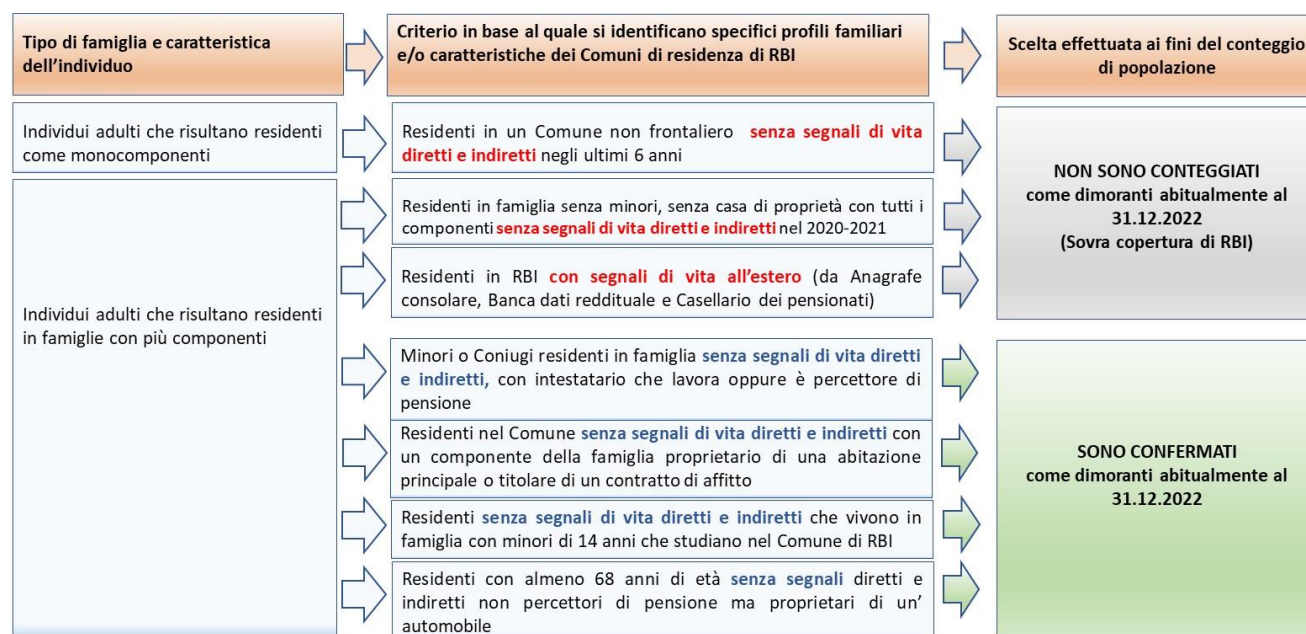 Tipo di famiglia e caratteristica
dell'individuo
Criterio in base al quale si identificano specifici profili familiari
e/o caratteristiche dei Comuni di residenza di RBI
Scelta effettuata ai fini del conteggio
di popolazione
Individui adulti che risultano residenti
come monocomponenti
Residenti in un Comune non frontaliero senza segnali di vita
diretti e indiretti negli ultimi 6 anni
Residenti in famiglia senza minori, senza casa di proprietà con tutti i
componenti senza segnali di vita diretti e indiretti nel 2020-2021
Residenti in RBI con segnali di vita all'estero (da Anagrafe
consolare, Banca dati reddituale e Casellario dei pensionati)
NON SONO CONTEGGIATI
come dimoranti abitualmente al
31.12.2022
(Sovra copertura di RBI)
Individui adulti che risultano residenti
in famiglie con più componenti
Minori o Coniugi residenti in famiglia senza segnali di vita diretti
e indiretti, con intestatario che lavora oppure è percettore di
pensione
Residenti nel Comune senza segnali di vita diretti e indiretti con
un componente della famiglia proprietario di una abitazione
principale o titolare di un contratto di affitto
Residenti senza segnali di vita diretti e indiretti che vivono in
famiglia con minori di 14 anni che studiano nel Comune di RBI
Residenti con almeno 68 anni di età senza segnali diretti e
indiretti non percettori di pensione ma proprietari di un'
automobile
SONO CONFERMATI
come dimoranti abitualmente al
31.12.2022